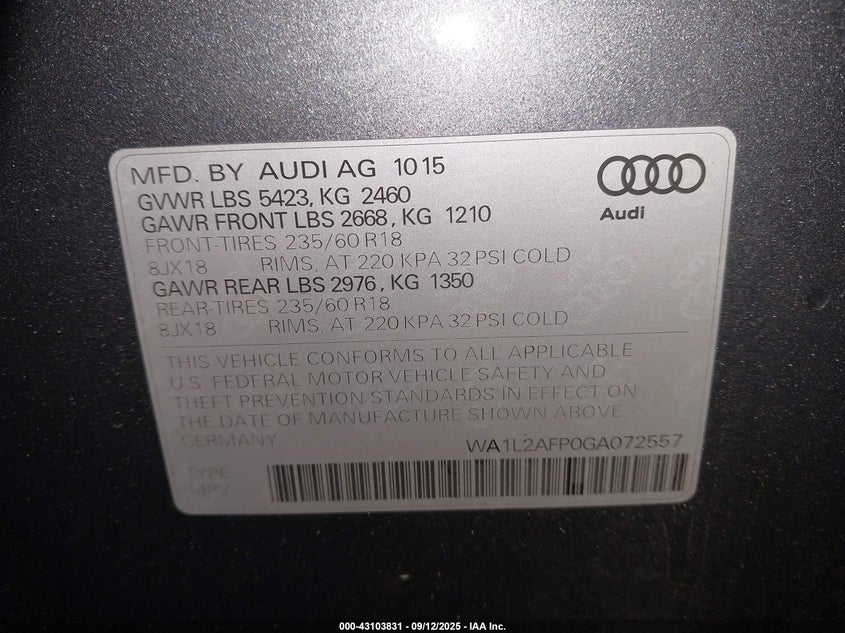 MFD. BY AUDI AG 10 15
GVWR LBS 5423, KG 2460
GAWR FRONT LBS 2668, KG 1210
FRONT-TIRES 235/60 R18
8JX18 RIMS, AT 220 KPA 32 PSI COLD
GAWR REAR LBS 2976, KG 1350
REAR-TIRES 235/60 R18
8JX18 RIMS, AT 220 KPA 32 PSI COLD
Audi
THIS VEHICLE CONFORMS TO ALL APPLICABLE
U.S. FEDERAL MOTOR VEHICLE SAFETY AND
THEFT PREVENTION STANDARDS IN EFFECT ON
THE DATE OF MANUFACTURE SHOWN ABOVE
GERMANY WA1L2AFP0GA072557
TYPE
MPV
000-43103831 - 09/12/2025 - IAA Inc.